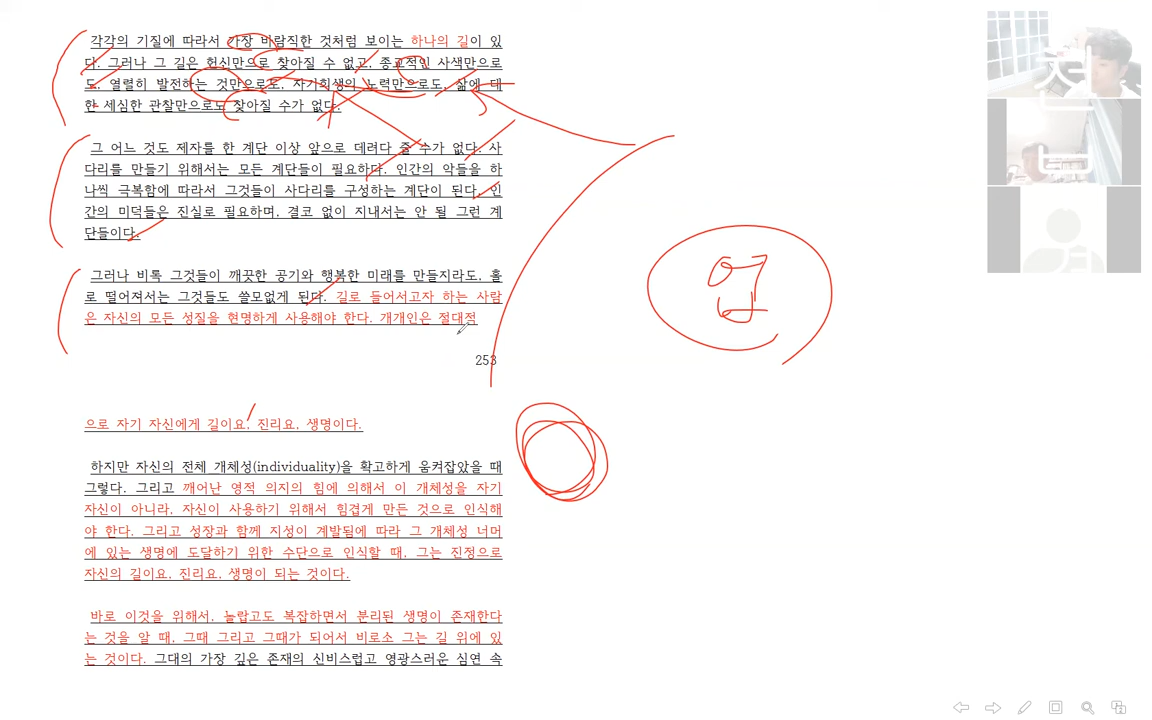 각각의 기질에 따라서 가장 바람직한 것처럼 보이는 하나의 길이 있
다. 그러나 그 길은 헌신만으로 찾아질 수 없고, 종교적인 사색만으로
도, 열렬히 발전하는 것만으로도, 자기희생의 노력만으로도, 삶에 대
한 세심한 관찰만으로도 찾아질 수가 없다.
그 어느 것도 제자를 한 계단 이상 앞으로 데려다 줄 수가 없다. 사
다리를 만들기 위해서는 모든 계단들이 필요하다. 인간의 악들을 하
나씩 극복함에 따라서 그것들이 사다리를 구성하는 계단이 된다. 인
간의 미덕들은 진실로 필요하며, 결코 없이 지내서는 안 될 그런 계
단들이다.
그러나 비록 그것들이 깨끗한 공기와 행복한 미래를 만들지라도, 홀
로 떨어져서는 그것들도 쓸모없게 된다. 길로 들어서고자 하는 사람
은 자신의 모든 성질을 현명하게 사용해야 한다. 개개인은 절대적
253
으로 자기 자신에게 길이요, 진리요, 생명이다.
하지만 자신의 전체 개체성(individuality)을 확고하게 움켜잡았을 때
그렇다. 그리고 깨어난 영적 의지의 힘에 의해서 이 개체성을 자기
자신이 아니라, 자신이 사용하기 위해서 힘겹게 만든 것으로 인식해
야 한다. 그리고 성장과 함께 지성이 계발됨에 따라 그 개체성 너머
에 있는 생명에 도달하기 위한 수단으로 인식할 때, 그는 진정으로
자신의 길이요, 진리요, 생명이 되는 것이다.
바로 이것을 위해서, 놀랍고도 복잡하면서 분리된 생명이 존재한다
는 것을 알 때, 그때 그리고 그때가 되어서 비로소 그는 길 위에 있
는 것이다. 그대의 가장 깊은 존재의 신비스럽고 영광스러운 심연 속